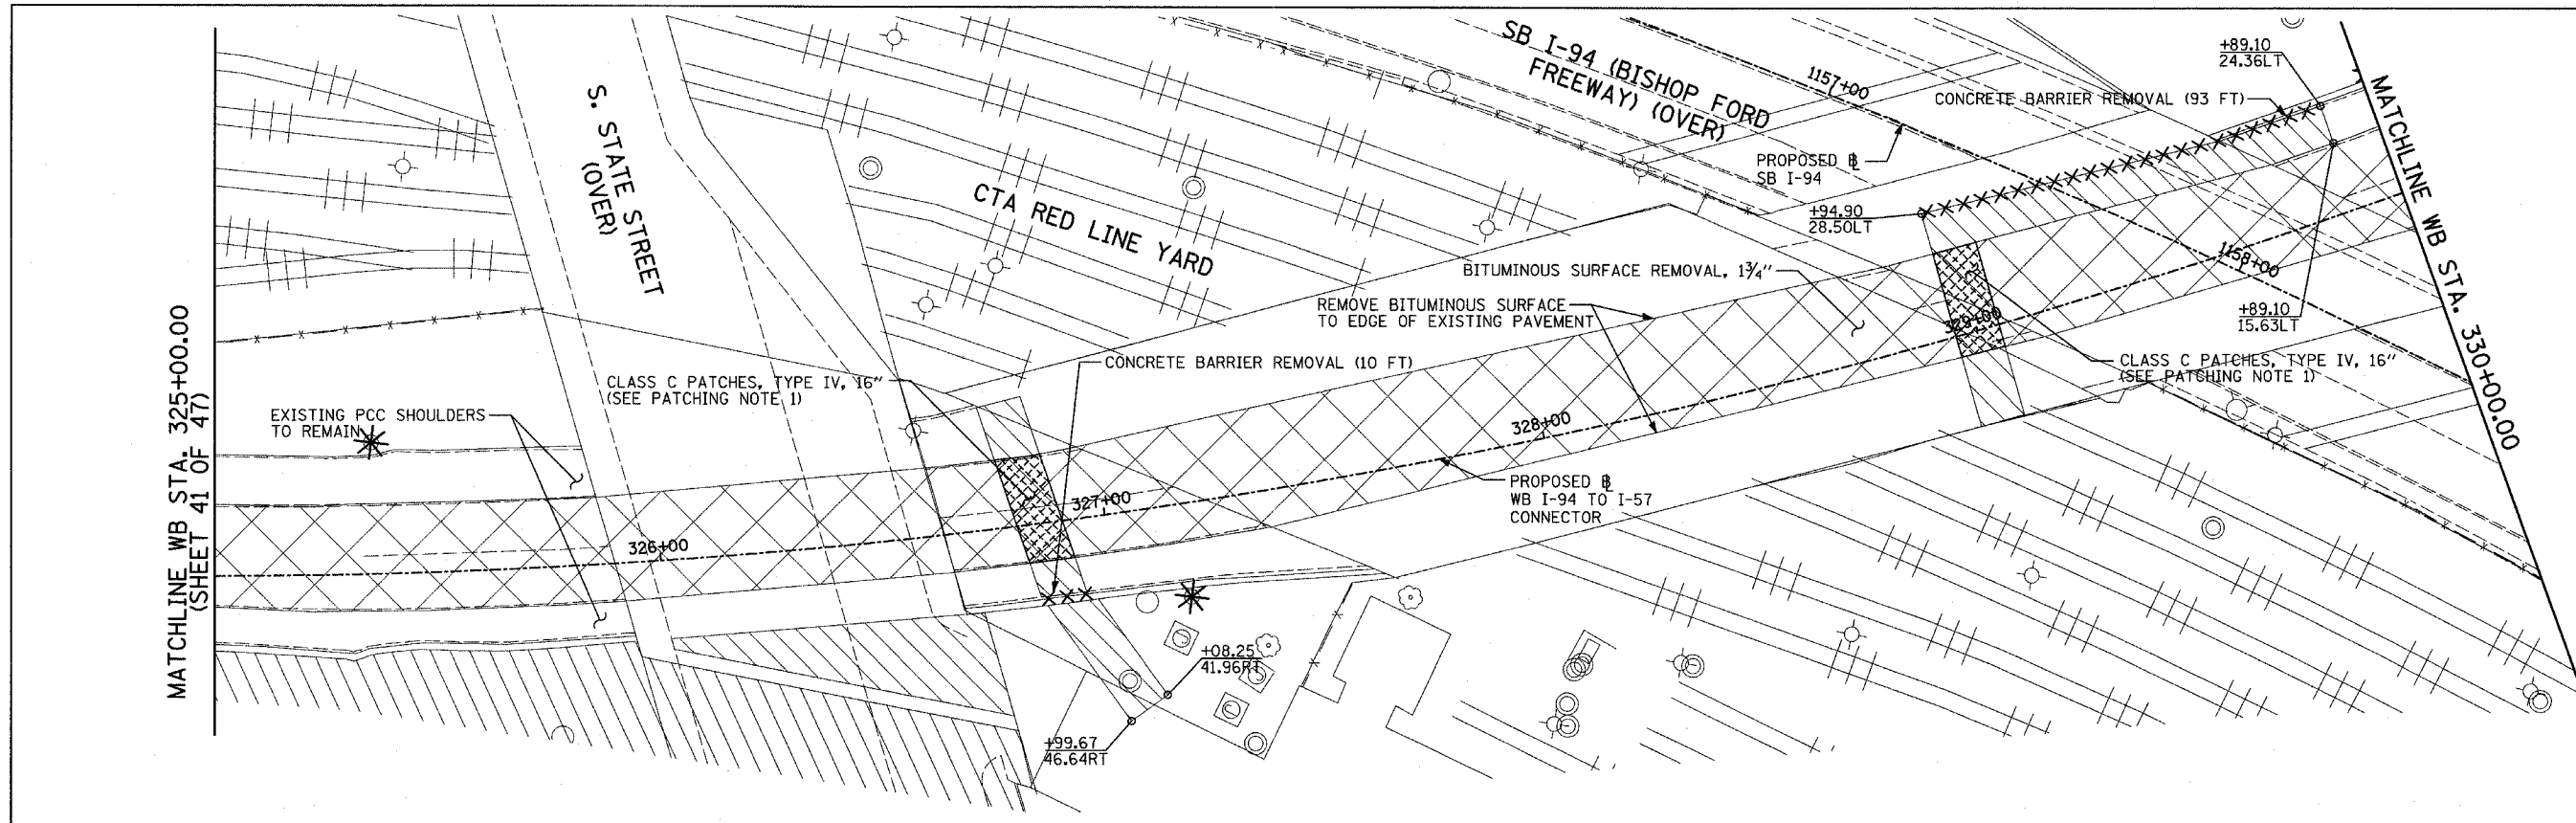 MATCHLINE WB STA. 325+00.00
(SHEET 41 OF 47)
S. STATE STREET
(OVER)
CTA RED LINE YARD
SB I-94 (BISHOP FORD
FREEWAY) (OVER)
1157+00
PROPOSED ℄
SB I-94
+89.10
24.36LT
CONCRETE BARRIER REMOVAL (93 FT)
MATCHLINE WB STA. 330+00.00
+94.90
28.50LT
BITUMINOUS SURFACE REMOVAL, 1¾"
REMOVE BITUMINOUS SURFACE
TO EDGE OF EXISTING PAVEMENT
1158+00
+89.10
15.63LT
329+00
CONCRETE BARRIER REMOVAL (10 FT)
CLASS C PATCHES, TYPE IV, 16"
(SEE PATCHING NOTE 1)
CLASS C PATCHES, TYPE IV, 16"
(SEE PATCHING NOTE 1)
EXISTING PCC SHOULDERS
TO REMAIN
328+00
327+00
326+00
PROPOSED ℄
WB I-94 TO I-57
CONNECTOR
+08.25
41.96RT
+99.67
46.64RT